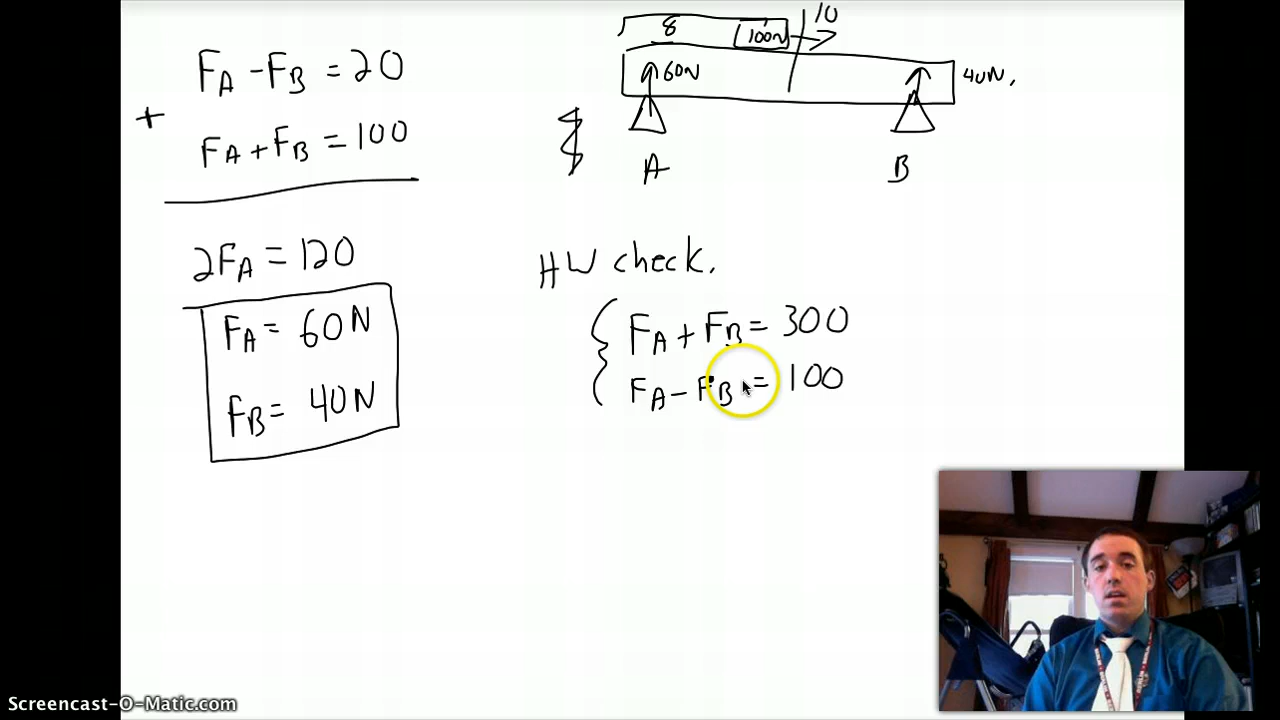 FA - FB = 20
+
FA + FB = 100
2FA = 120
FA = 60N
FB = 40N
8
100N
10
60N
40N.
A
B
HW check.
FA + FB = 300
FA - FB = 100
Screencast-O-Matic.com